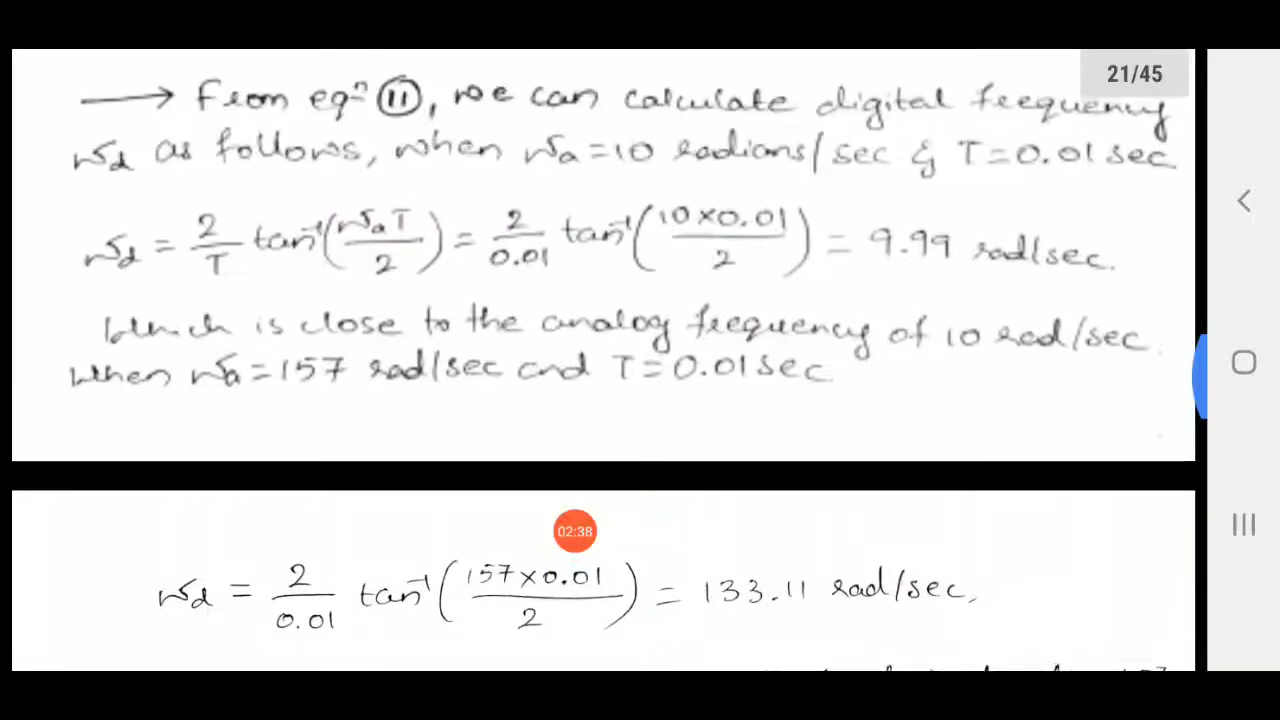 21/45
→ From eqn (11), we can calculate digital frequency
ωd as follows, when ωa = 10 radians/sec & T = 0.01 sec
ωd = 2/T tan⁻¹(ωaT/2) = 2/0.01 tan⁻¹(10×0.01/2) = 9.99 rad/sec.
Which is close to the analog frequency of 10 rad/sec.
When ωa = 157 rad/sec and T = 0.01 sec
02:38
ωd = 2/0.01 tan⁻¹(157×0.01/2) = 133.11 rad/sec,